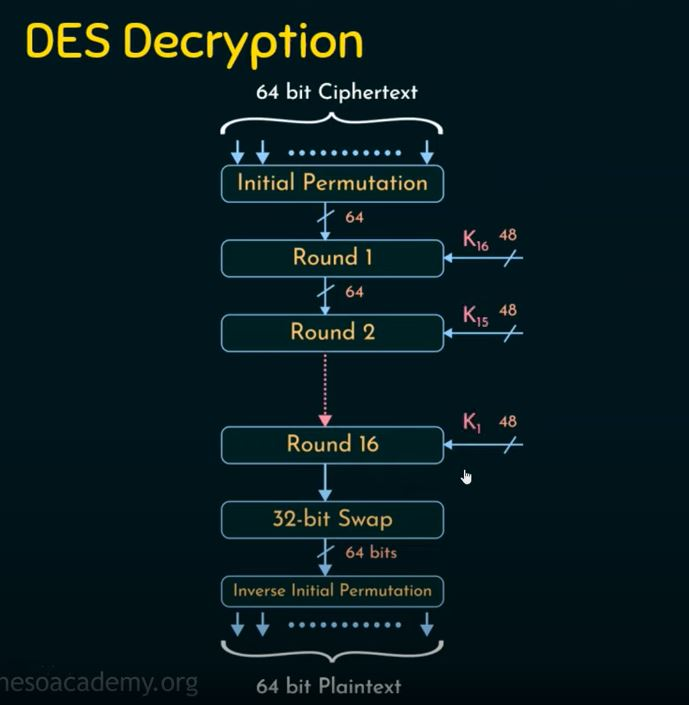 DES Decryption
64 bit Ciphertext
Initial Permutation
64
K16 48
Round 1
64
K15 48
Round 2
K1 48
Round 16
32-bit Swap
64 bits
Inverse Initial Permutation
nesoacademy.org
64 bit Plaintext